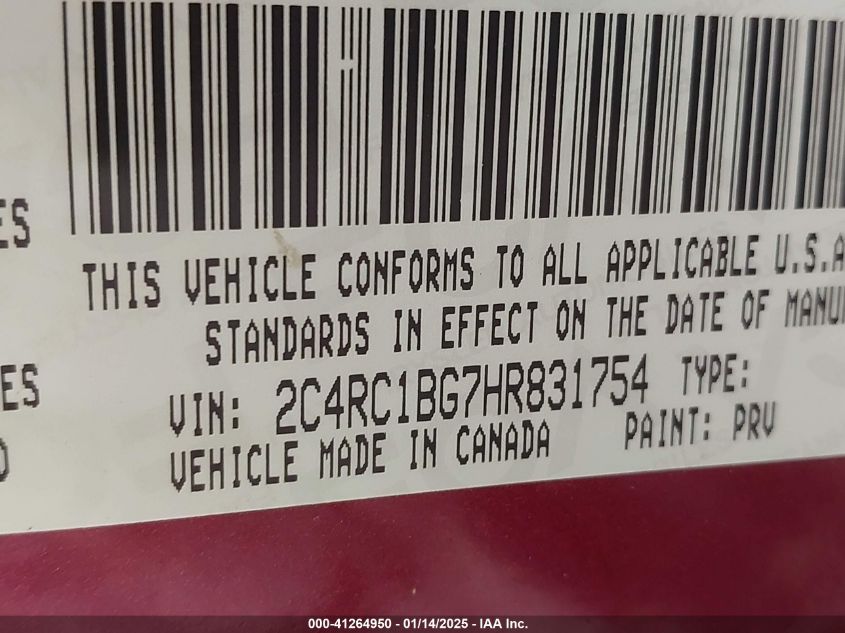 ES
THIS VEHICLE CONFORMS TO ALL APPLICABLE U.S.A
STANDARDS IN EFFECT ON THE DATE OF MANU
ES
VIN: 2C4RC1BG7HR831754 TYPE:
VEHICLE MADE IN CANADA PAINT: PRV
000-41264950 - 01/14/2025 - IAA Inc.